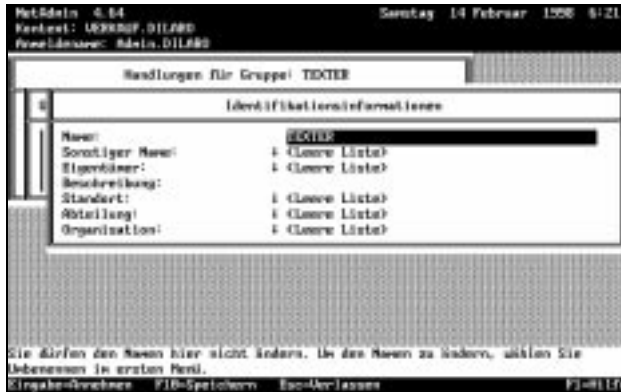 NetAdmin 4.64 Samstag 14 Februar 1998 6:21
Kontext: VERKAUF.DILARO
Anmeldename: Admin.DILARO
Handlungen für Gruppe: TEXTER
Identifikationsinformationen
Name: TEXTER
Sonstiger Name: ↓ <Leere Liste>
Eigentümer: ↓ <Leere Liste>
Beschreibung:
Standort: ↓ <Leere Liste>
Abteilung: ↓ <Leere Liste>
Organisation: ↓ <Leere Liste>
Sie dürfen den Namen hier nicht ändern. Um den Namen zu ändern, wählen Sie
Umbenennen im ersten Menü.
Eingabe=Annehmen F10=Speichern Esc=Verlassen F1=Hilf